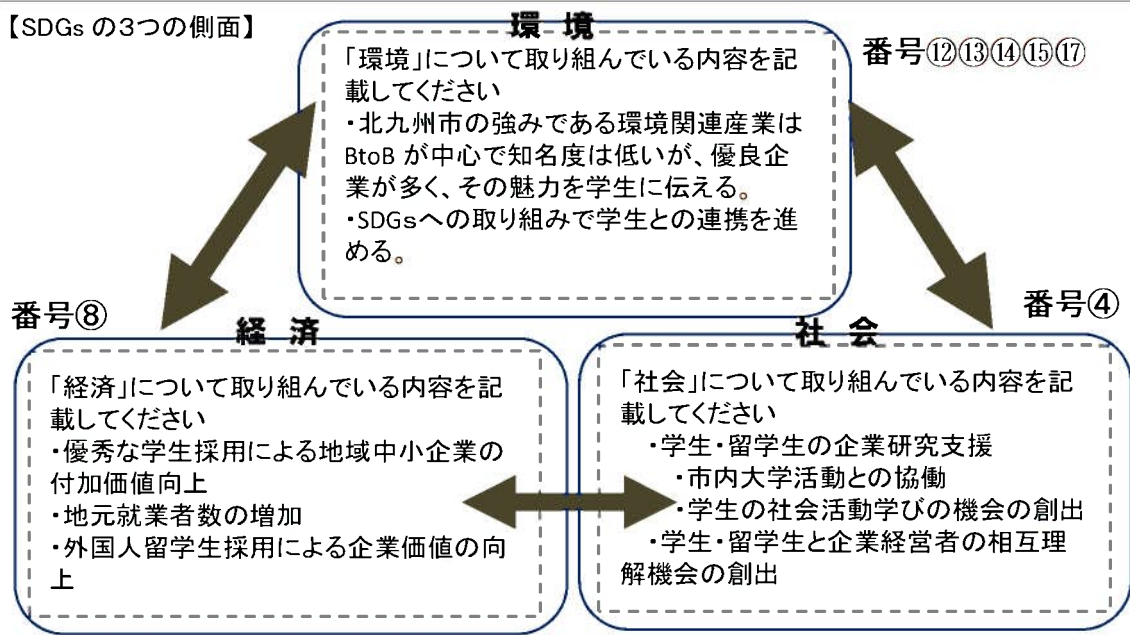 【SDGs の3つの側面】
環 境
番号⑫⑬⑭⑮⑰
「環境」について取り組んでいる内容を記
載してください
・北九州市の強みである環境関連産業は
BtoB が中心で知名度は低いが、優良企
業が多く、その魅力を学生に伝える。
・SDGsへの取り組みで学生との連携を進
める。
番号⑧
経 済
「経済」について取り組んでいる内容を記
載してください
・優秀な学生採用による地域中小企業の
付加価値向上
・地元就業者数の増加
・外国人留学生採用による企業価値の向
上
番号④
社 会
「社会」について取り組んでいる内容を記
載してください
・学生・留学生の企業研究支援
・市内大学活動との協働
・学生の社会活動学びの機会の創出
・学生・留学生と企業経営者の相互理
解機会の創出